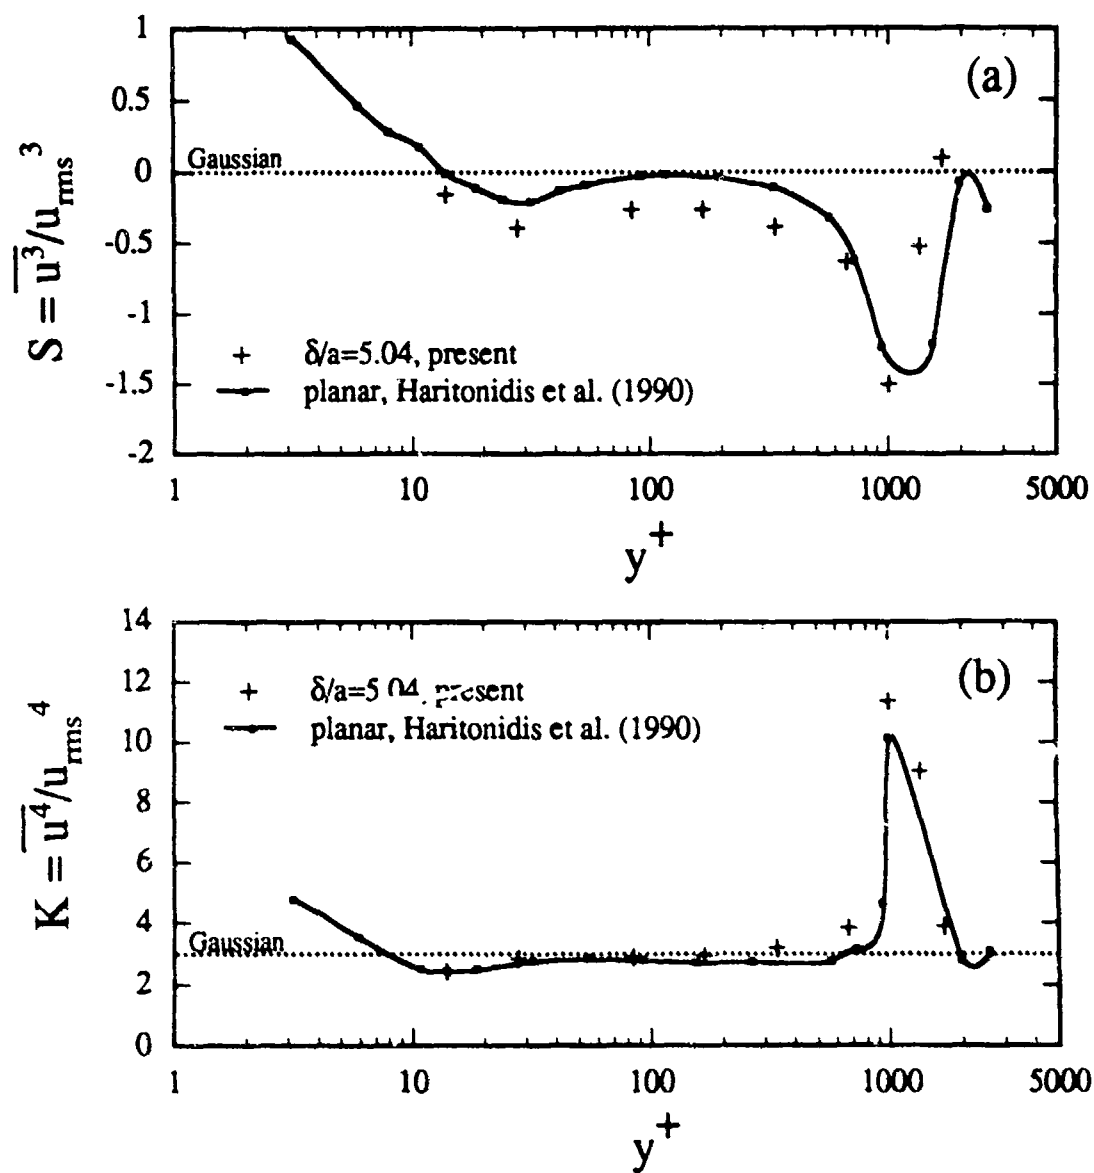 1
0.5
0
-0.5
-1
-1.5
-2
S = u³/u_rms³
(a)
Gaussian
δ/a=5.04, present
planar, Haritonidis et al. (1990)
1 10 100 1000 5000
y⁺
14
12
10
8
6
4
2
0
K = u⁴/u_rms⁴
(b)
δ/a=5.04, present
planar, Haritonidis et al. (1990)
Gaussian
1 10 100 1000 5000
y⁺